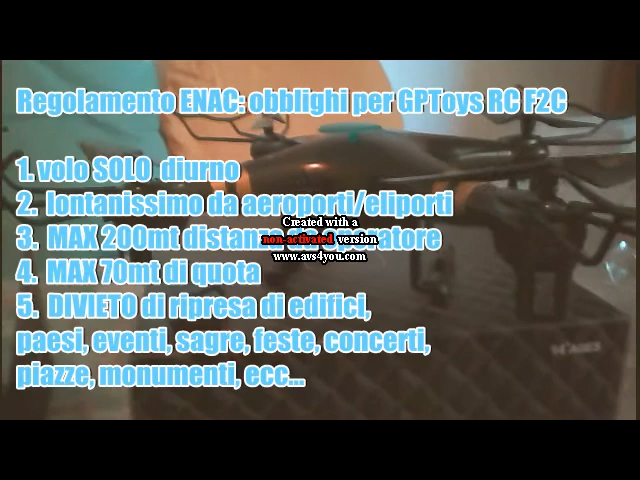 Regolamento ENAC: obblighi per GPToys RC F2C
1. volo SOLO diurno
2. lontanissimo da aeroporti/eliporti
Created with a
3. MAX 200mt distanza operatore
non-activated version
www.avs4you.com
4. MAX 70mt di quota
5. DIVIETO di ripresa di edifici,
paesi, eventi, sagre, feste, concerti,
piazze, monumenti, ecc...